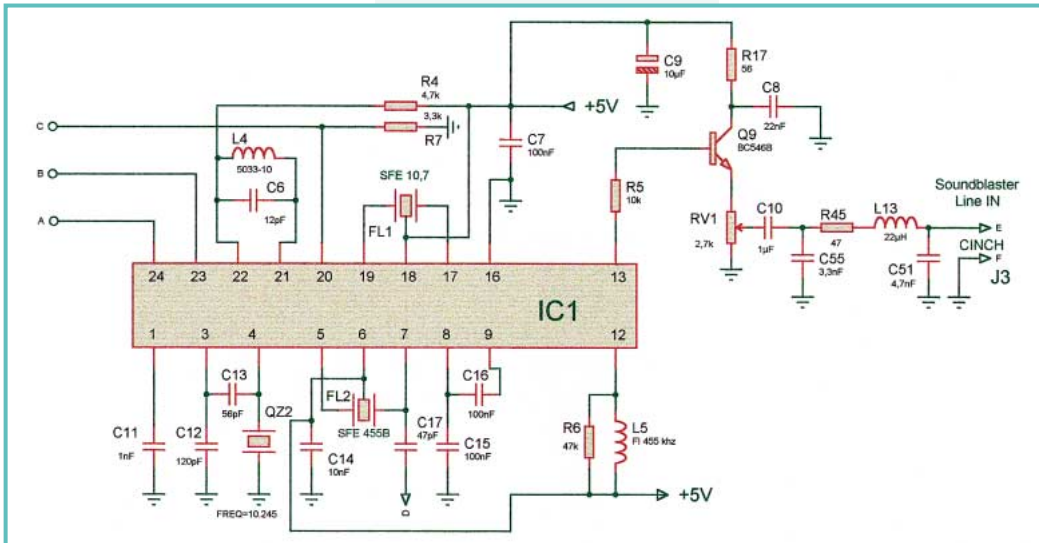 C9
10µF
R17
56
R4
4,7k
+5V
C8
22nF
3,3k
R7
C
L4
5033-10
C7
100nF
Q9
BC546B
B
C6
12pF
SFE 10,7
R5
10k
Soundblaster
Line IN
A
FL1
RV1
2,7k
C10
1µF
R45
47
L13
22µH
E
CINCH
F
J3
C55
3,3nF
C51
4,7nF
24
23
22
21
20
19
18
17
16
13
IC1
1
3
4
5
6
7
8
9
12
C13
56pF
QZ2
FL2
SFE 455B
C16
100nF
C11
1nF
C12
120pF
C14
10nF
C17
47pF
C15
100nF
R6
47k
L5
FI 455 khz
+5V
D
FREQ=10.245